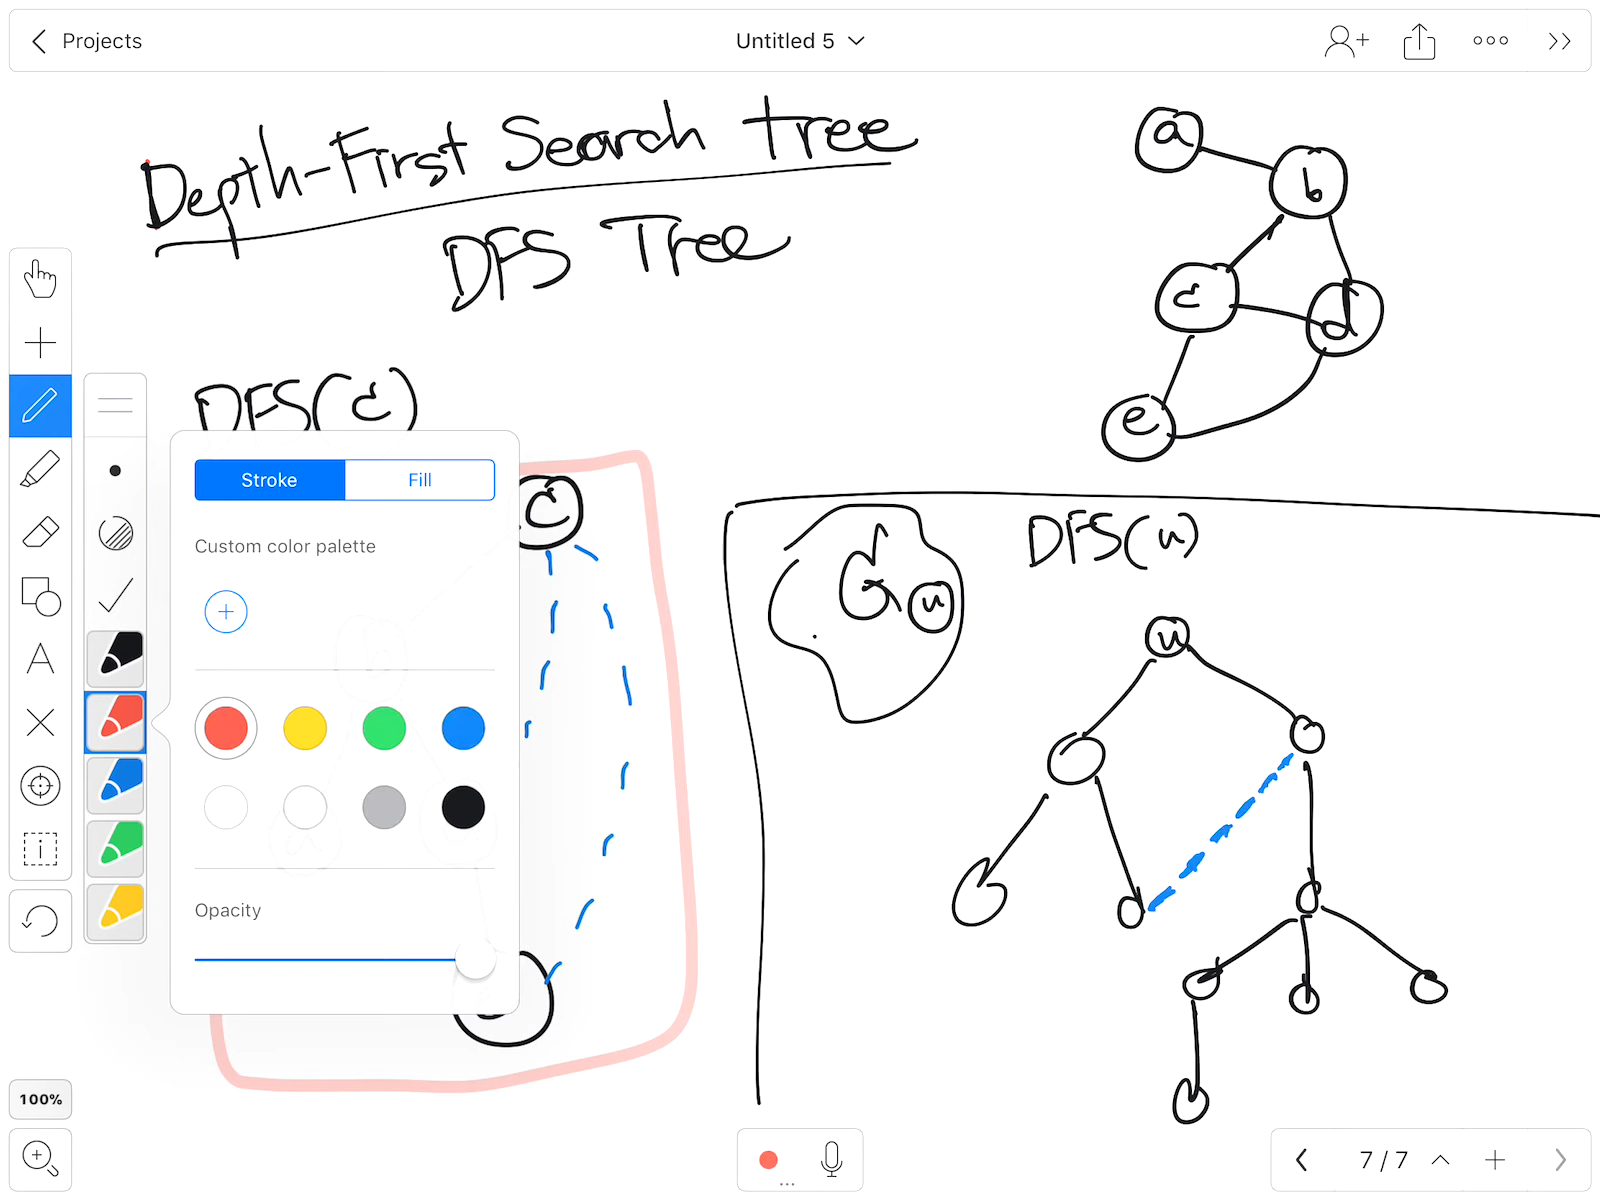 Projects
Untitled 5
Depth-First Search Tree
DFS Tree
a
b
c
d
e
DFS(c)
Stroke
Fill
Custom color palette
Opacity
c
G
u
DFS(u)
u
A
i
100%
7 / 7